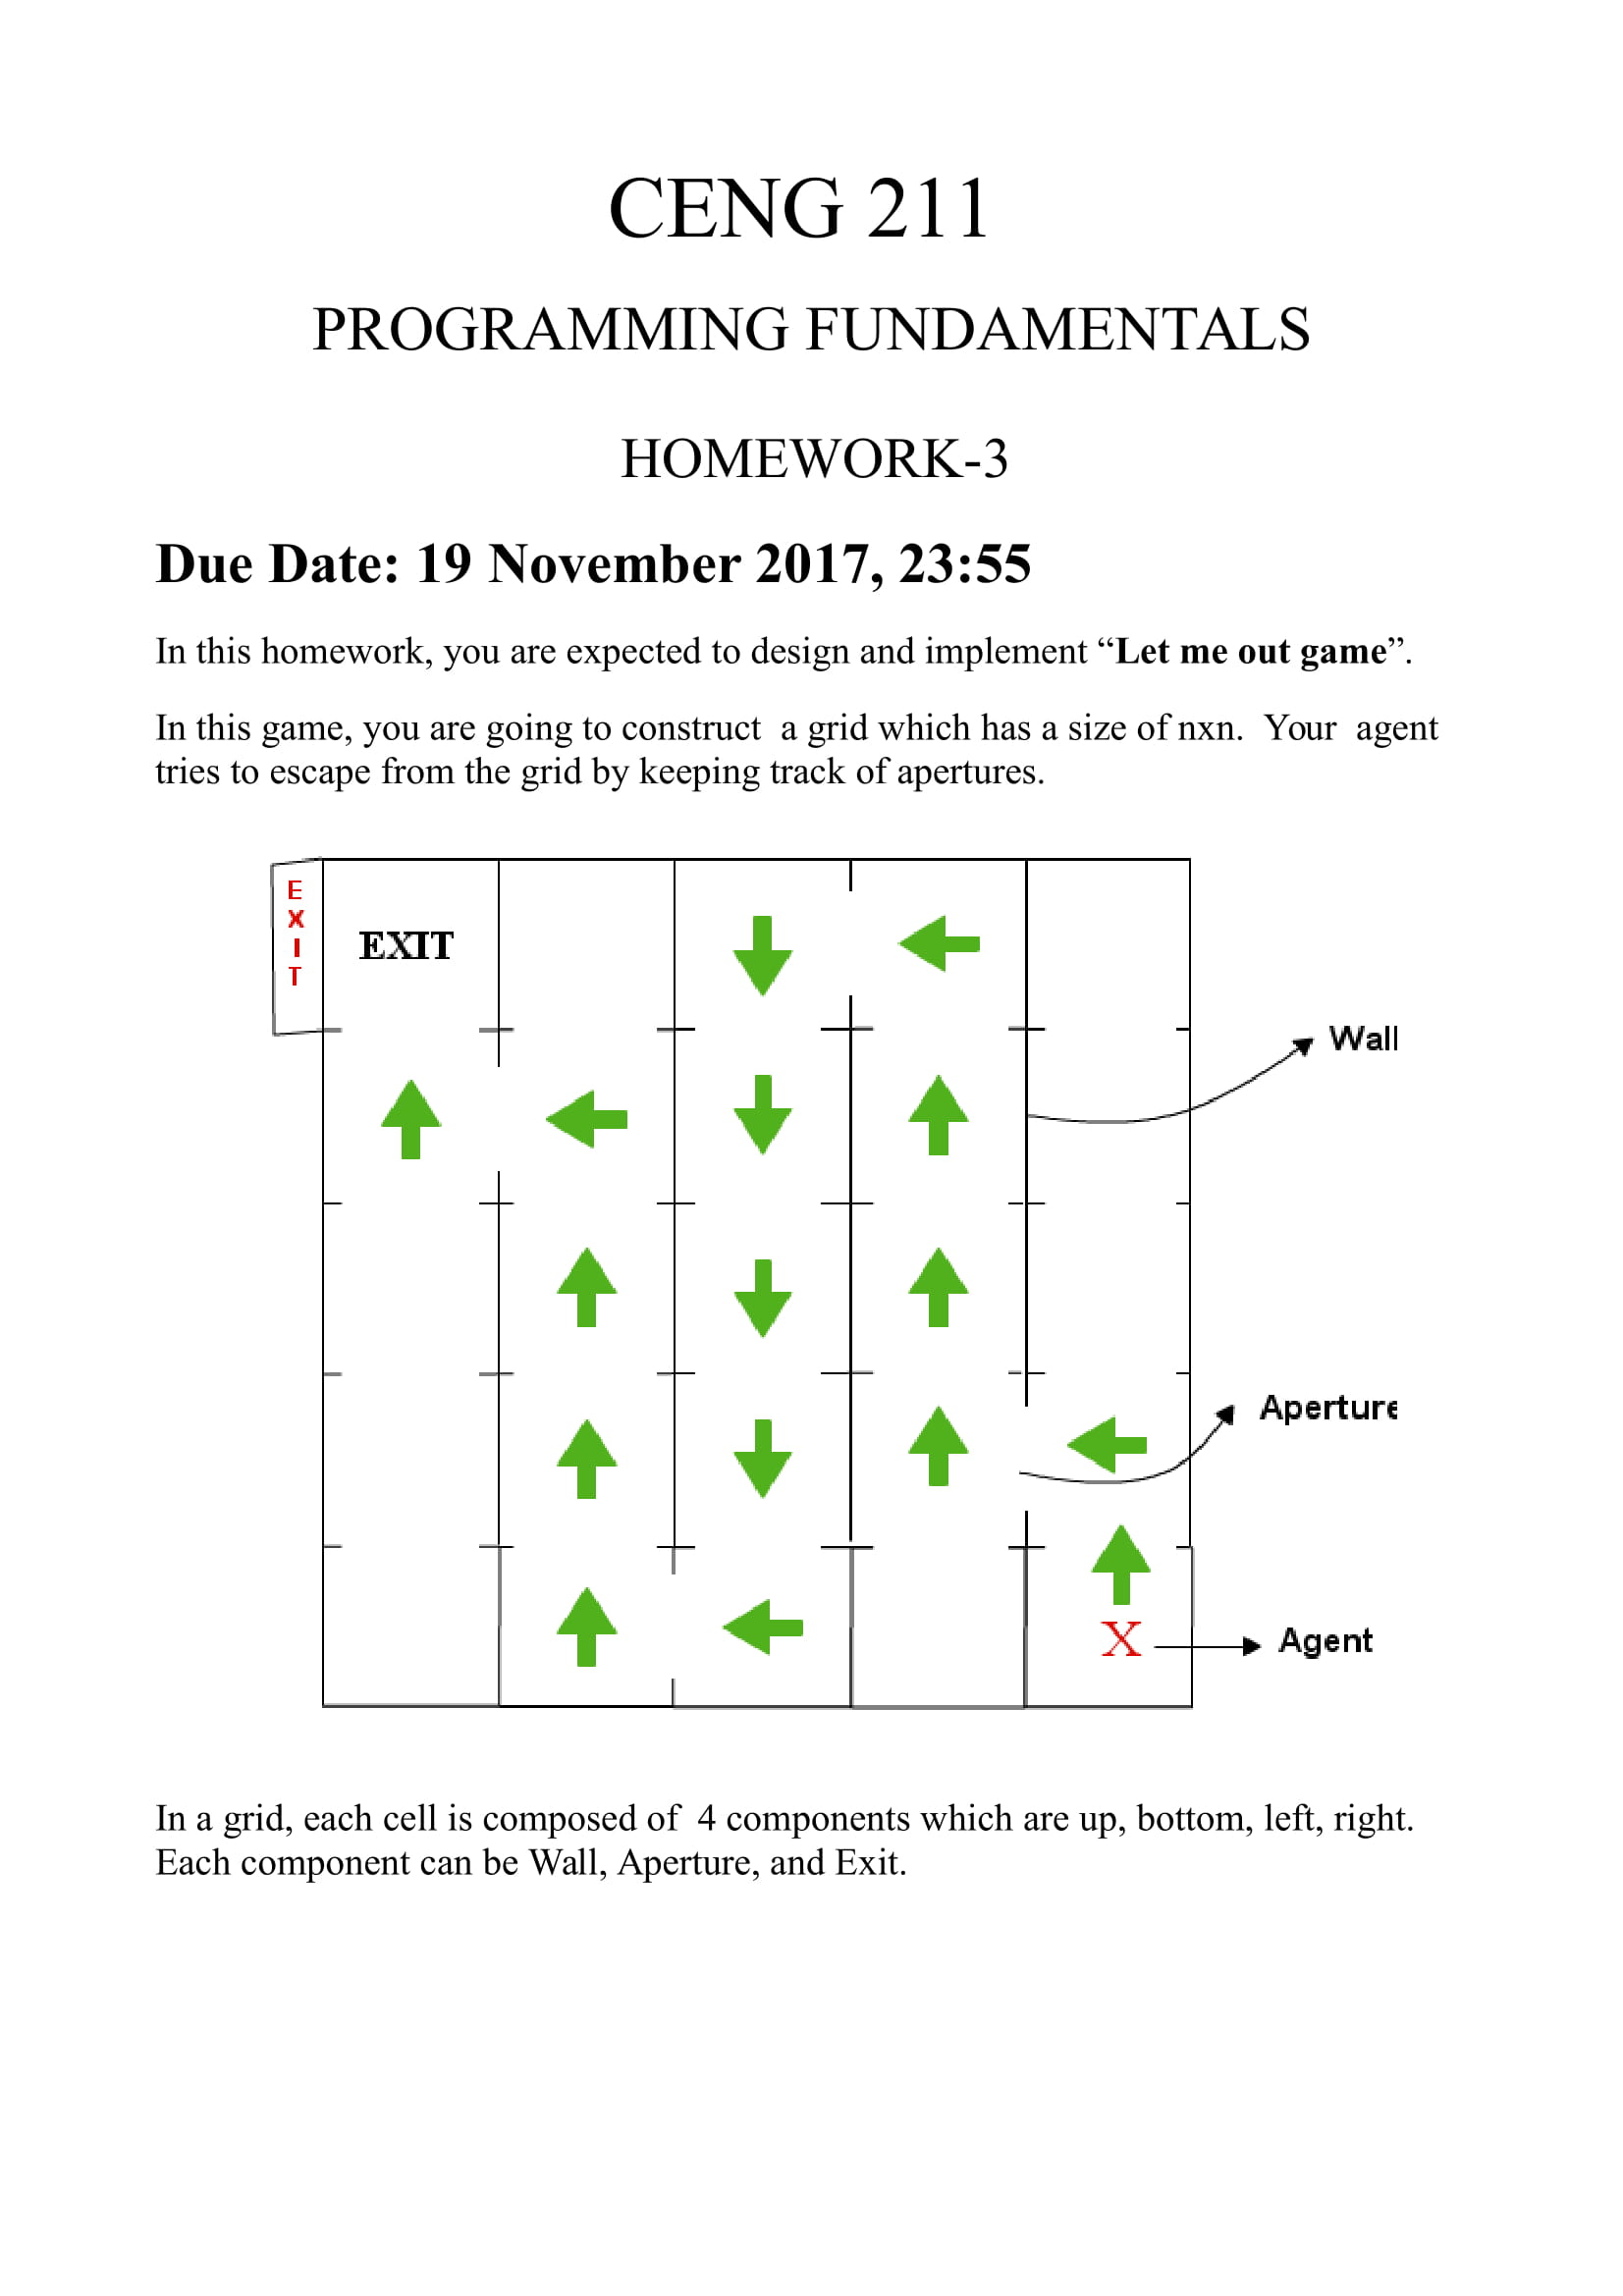 CENG 211
PROGRAMMING FUNDAMENTALS
HOMEWORK-3
Due Date: 19 November 2017, 23:55
In this homework, you are expected to design and implement “Let me out game”.
In this game, you are going to construct a grid which has a size of nxn. Your agent
tries to escape from the grid by keeping track of apertures.
EXIT
EXIT
Wall
Aperture
X
Agent
In a grid, each cell is composed of 4 components which are up, bottom, left, right.
Each component can be Wall, Aperture, and Exit.